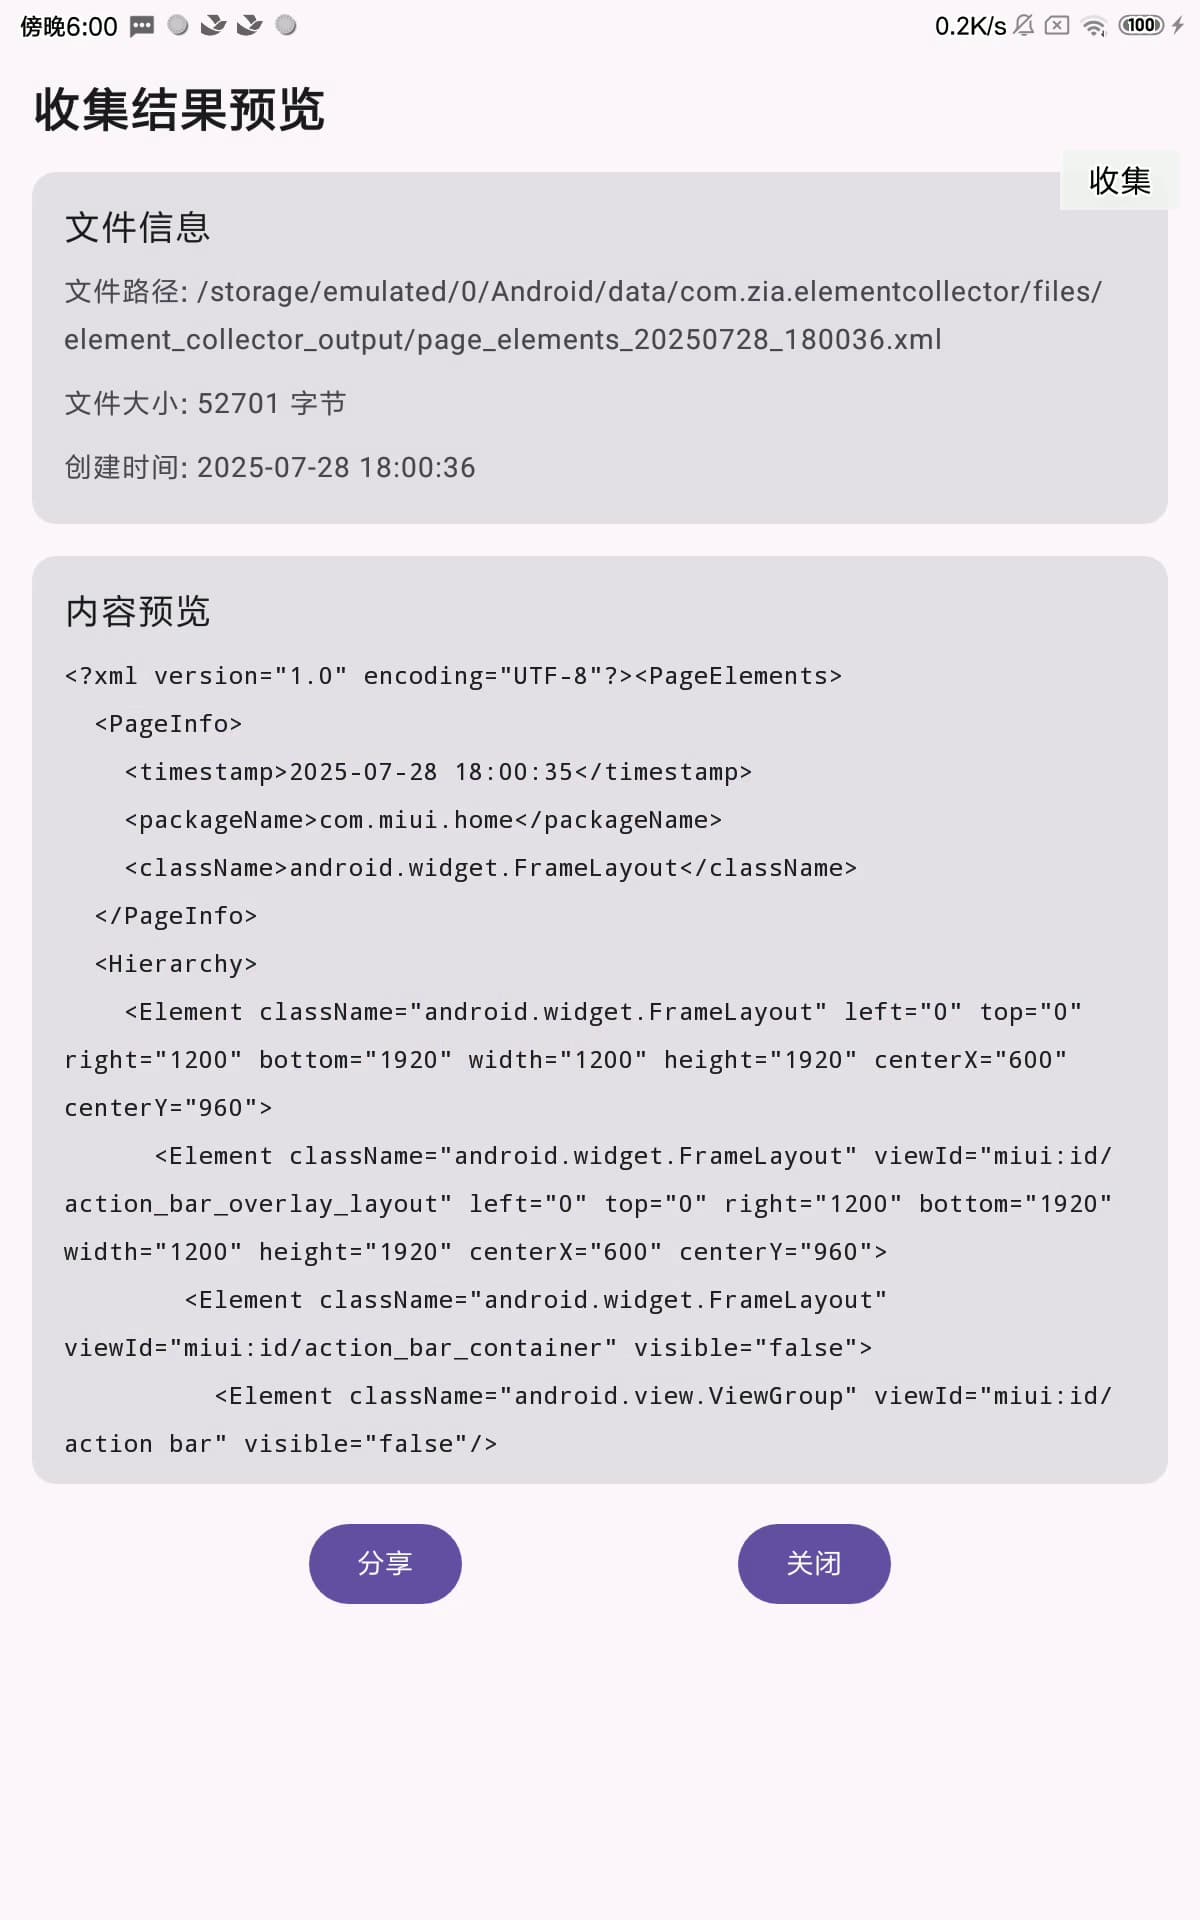 傍晚6:00
0.2K/s
100
收集结果预览
收集
文件信息
文件路径: /storage/emulated/0/Android/data/com.zia.elementcollector/files/
element_collector_output/page_elements_20250728_180036.xml
文件大小: 52701 字节
创建时间: 2025-07-28 18:00:36
内容预览
<?xml version="1.0" encoding="UTF-8"?><PageElements>
  <PageInfo>
    <timestamp>2025-07-28 18:00:35</timestamp>
    <packageName>com.miui.home</packageName>
    <className>android.widget.FrameLayout</className>
  </PageInfo>
  <Hierarchy>
    <Element className="android.widget.FrameLayout" left="0" top="0"
right="1200" bottom="1920" width="1200" height="1920" centerX="600"
centerY="960">
      <Element className="android.widget.FrameLayout" viewId="miui:id/
action_bar_overlay_layout" left="0" top="0" right="1200" bottom="1920"
width="1200" height="1920" centerX="600" centerY="960">
        <Element className="android.widget.FrameLayout"
viewId="miui:id/action_bar_container" visible="false">
          <Element className="android.view.ViewGroup" viewId="miui:id/
action bar" visible="false"/>
分享
关闭